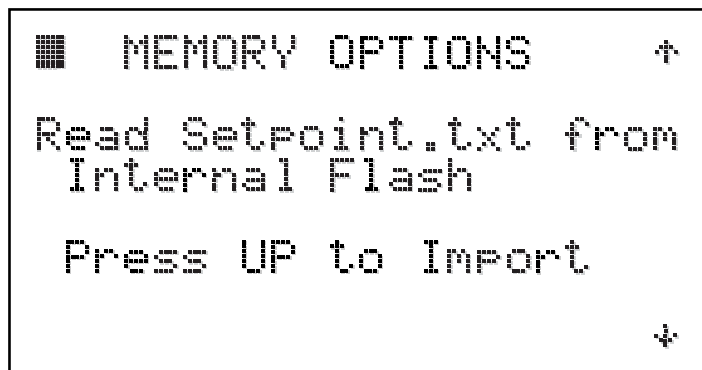 MEMORY OPTIONS ↑
Read Setpoint.txt from
Internal Flash
Press UP to Import
↓